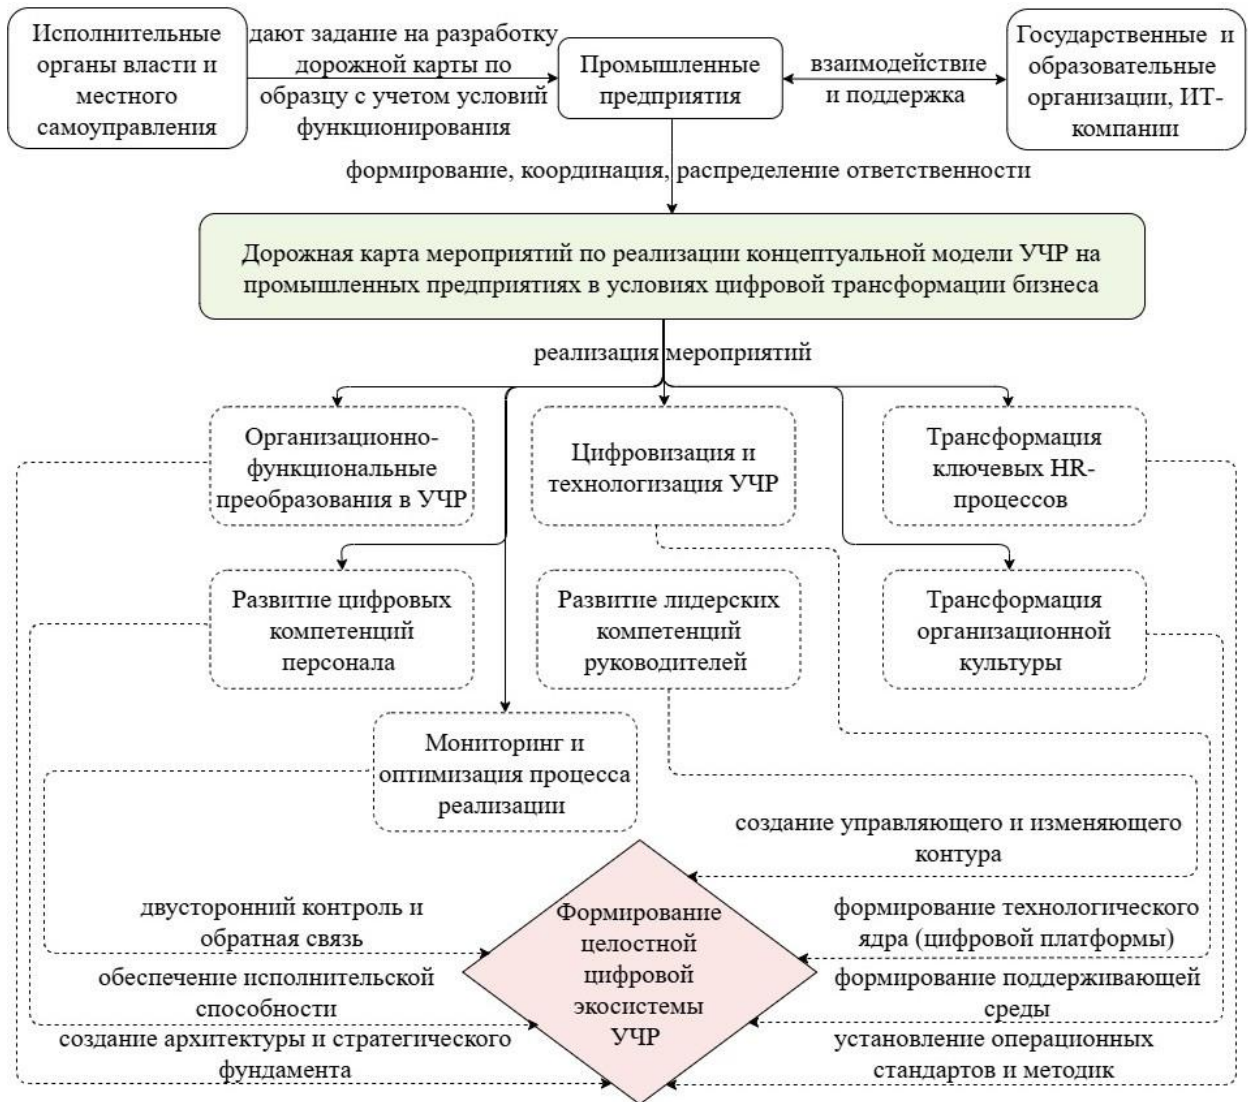 Исполнительные
органы власти и
местного
самоуправления
дают задание на разработку
дорожной карты по
образцу с учетом условий
функционирования
Промышленные
предприятия
взаимодействие
и поддержка
Государственные и
образовательные
организации, ИТ-
компании
формирование, координация, распределение ответственности
Дорожная карта мероприятий по реализации концептуальной модели УЧР на
промышленных предприятиях в условиях цифровой трансформации бизнеса
реализация мероприятий
Организационно-
функциональные
преобразования в УЧР
Цифровизация и
технологизация УЧР
Трансформация
ключевых HR-
процессов
Развитие цифровых
компетенций
персонала
Развитие лидерских
компетенций
руководителей
Трансформация
организационной
культуры
Мониторинг и
оптимизация процесса
реализации
создание управляющего и изменяющего
контура
двусторонний контроль и
обратная связь
Формирование
целостной
цифровой
экосистемы
УЧР
формирование технологического
ядра (цифровой платформы)
обеспечение исполнительской
способности
формирование поддерживающей
среды
создание архитектуры и стратегического
фундамента
установление операционных
стандартов и методик